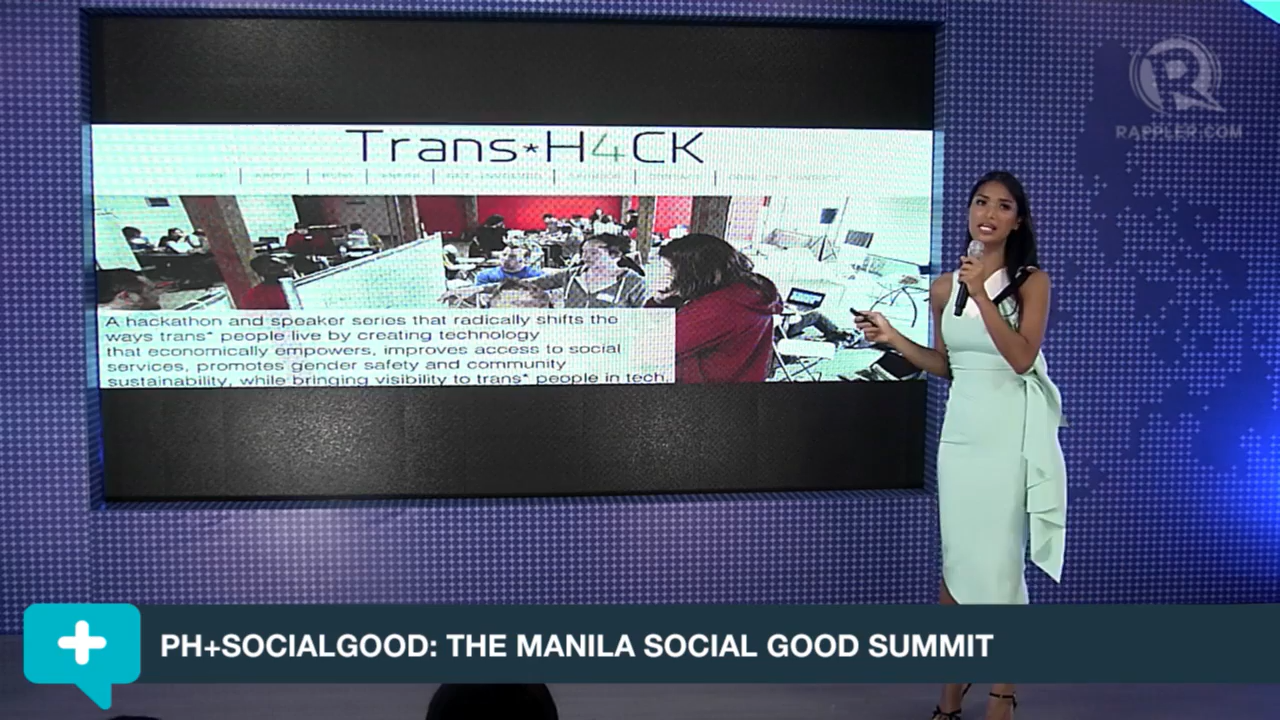 R
RAPPLER.COM
Trans*H4CK
A hackathon and speaker series that radically shifts the
ways trans* people live by creating technology
that economically empowers, improves access to social
services, promotes gender safety and community
sustainability, while bringing visibility to trans* people in tech.
PH+SOCIALGOOD: THE MANILA SOCIAL GOOD SUMMIT